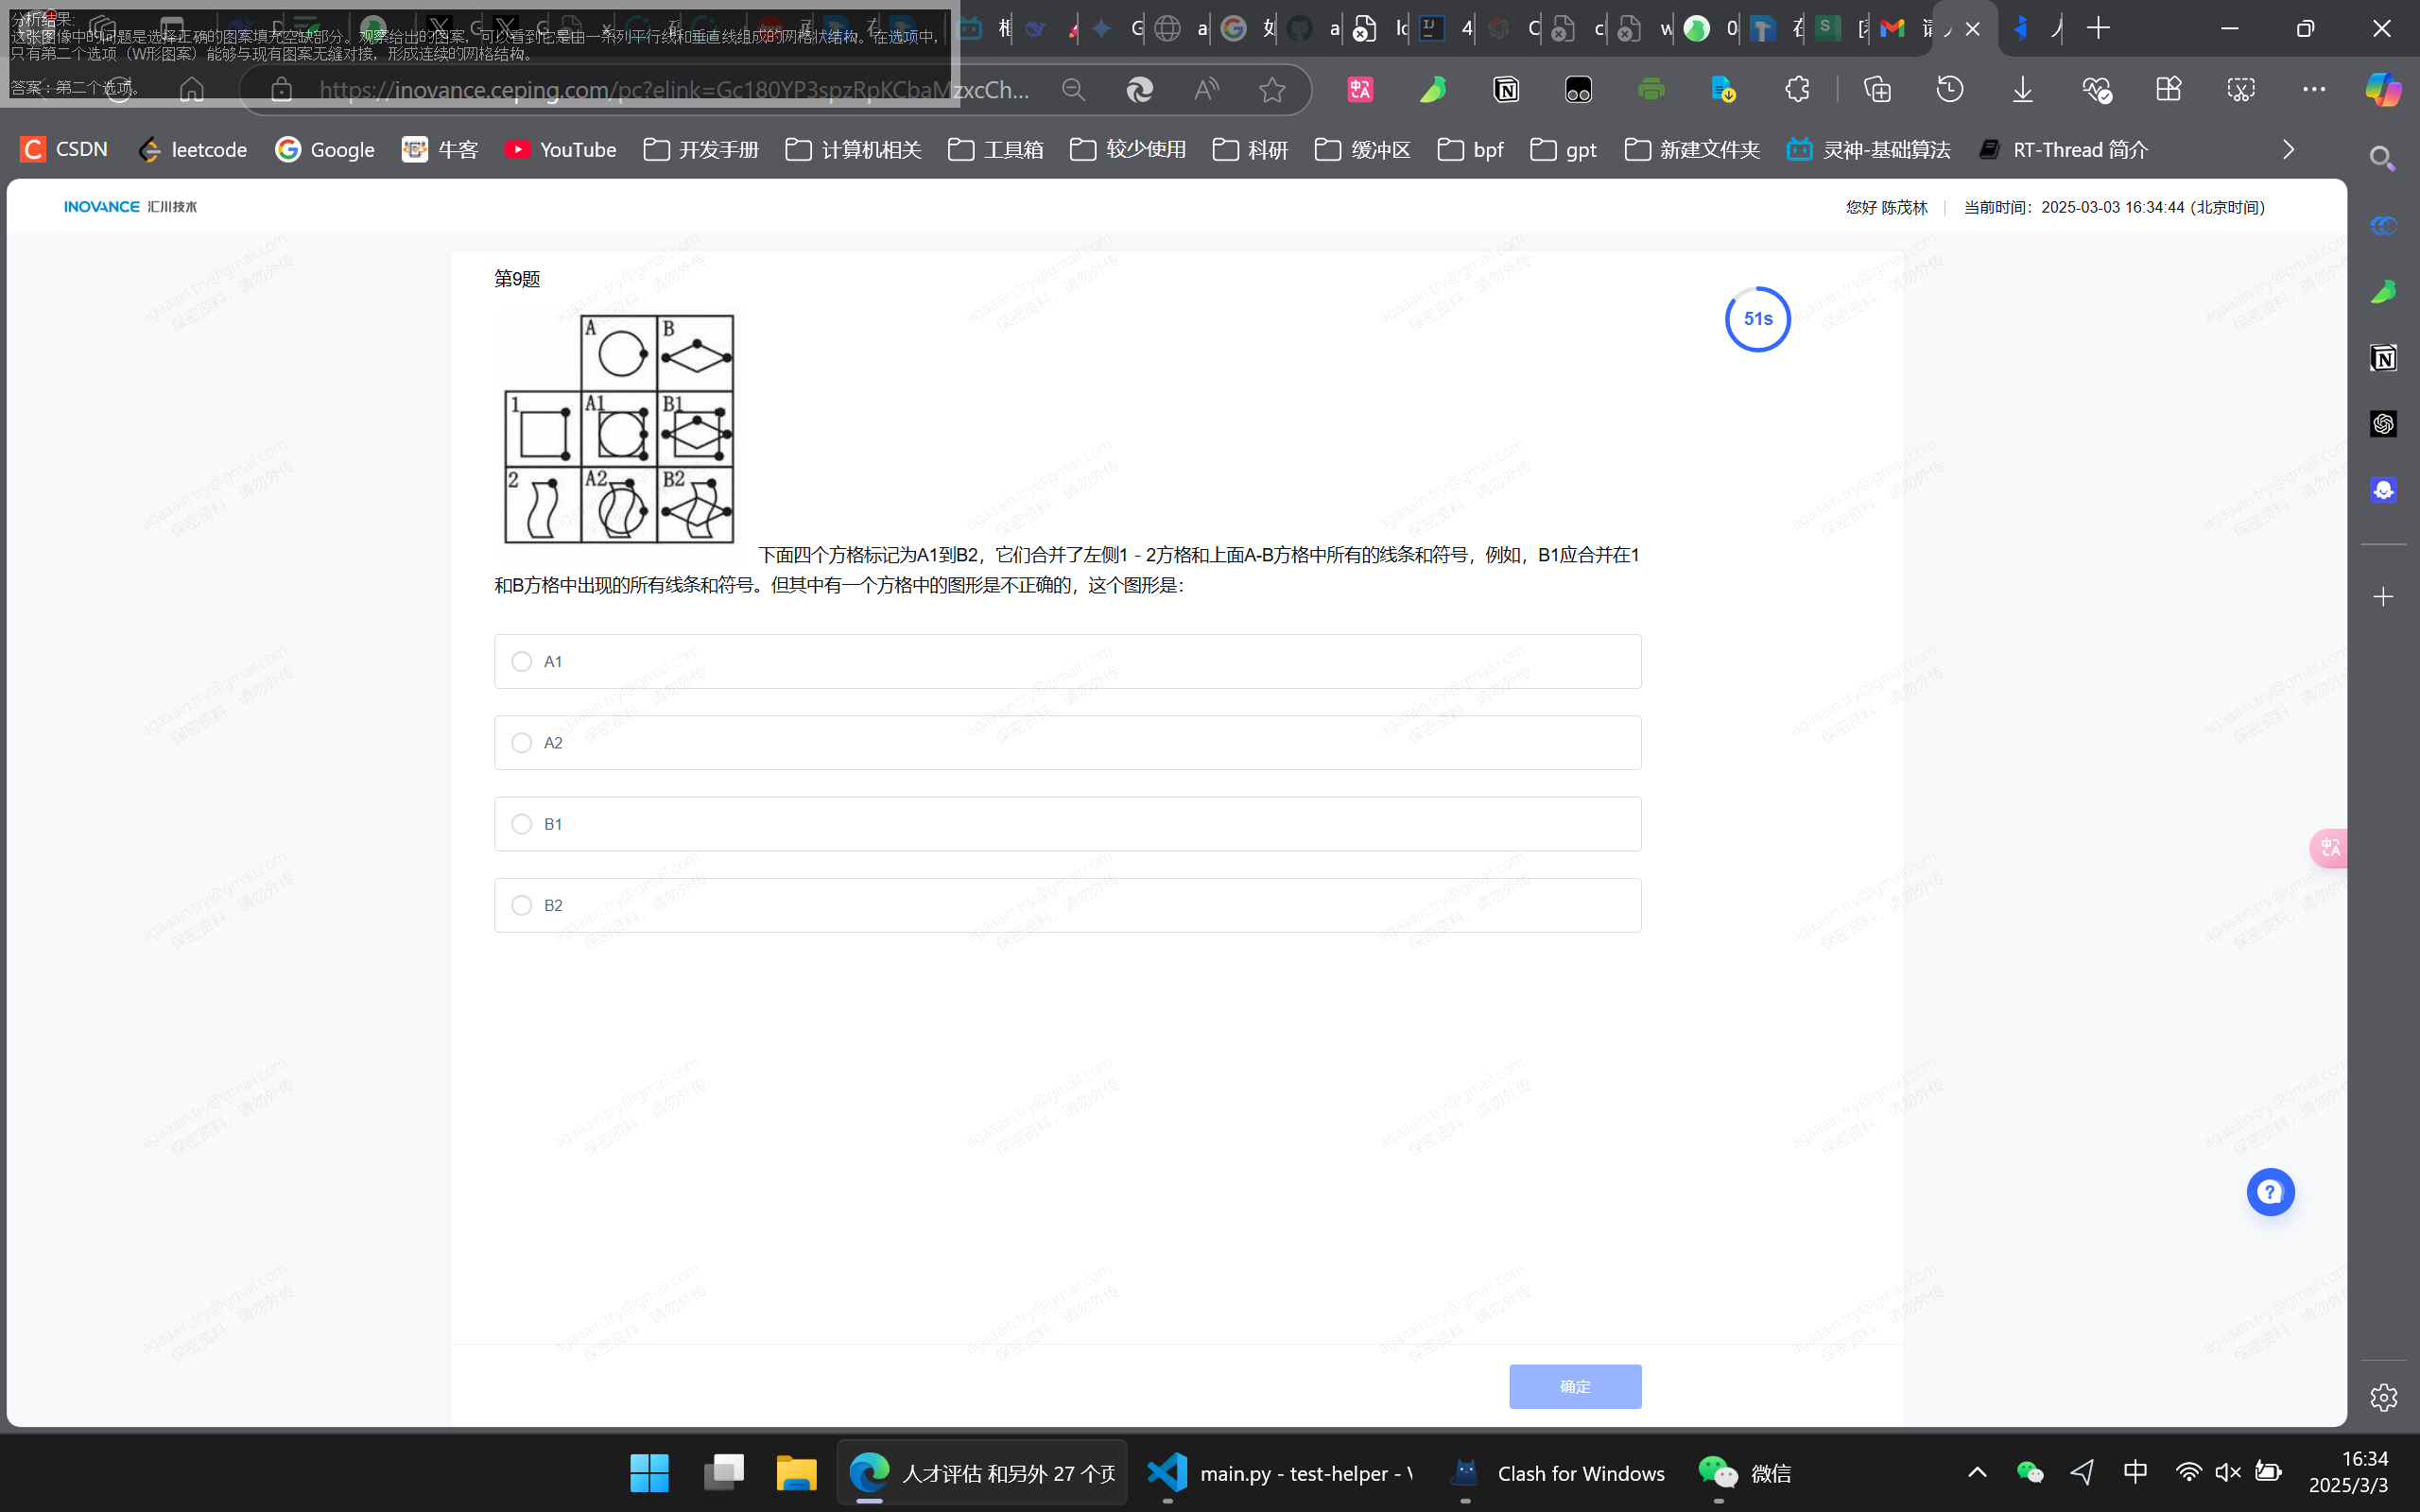 分析结果:
这张图像中的问题是选择正确的图案填充空缺部分。观察给出的图案，可以看到它是由一系列平行线和垂直线组成的网格状结构。在选项中，
只有第二个选项（W形图案）能够与现有图案无缝对接，形成连续的网格结构。
答案：第二个选项。
https://inovance.ceping.com/pc?elink=Gc180YP3spzRpKCbaMzxcCh...
CSDN leetcode Google 牛客 YouTube 开发手册 计算机相关 工具箱 较少使用 科研 缓冲区 bpf gpt 新建文件夹 灵神-基础算法 RT-Thread 简介
INOVANCE 汇川技术
您好 陈茂林 当前时间：2025-03-03 16:34:44 (北京时间)
第9题
51s
A B
1 A1 B1
2 A2 B2
下面四个方格标记为A1到B2，它们合并了左侧1 - 2方格和上面A-B方格中所有的线条和符号，例如，B1应合并在1
和B方格中出现的所有线条和符号。但其中有一个方格中的图形是不正确的，这个图形是：
A1
A2
B1
B2
确定
agaaain.try@gmail.com
保密资料，请勿外传
人才评估 和另外 27 个页
main.py - test-helper - V
Clash for Windows
微信
中
16:34
2025/3/3